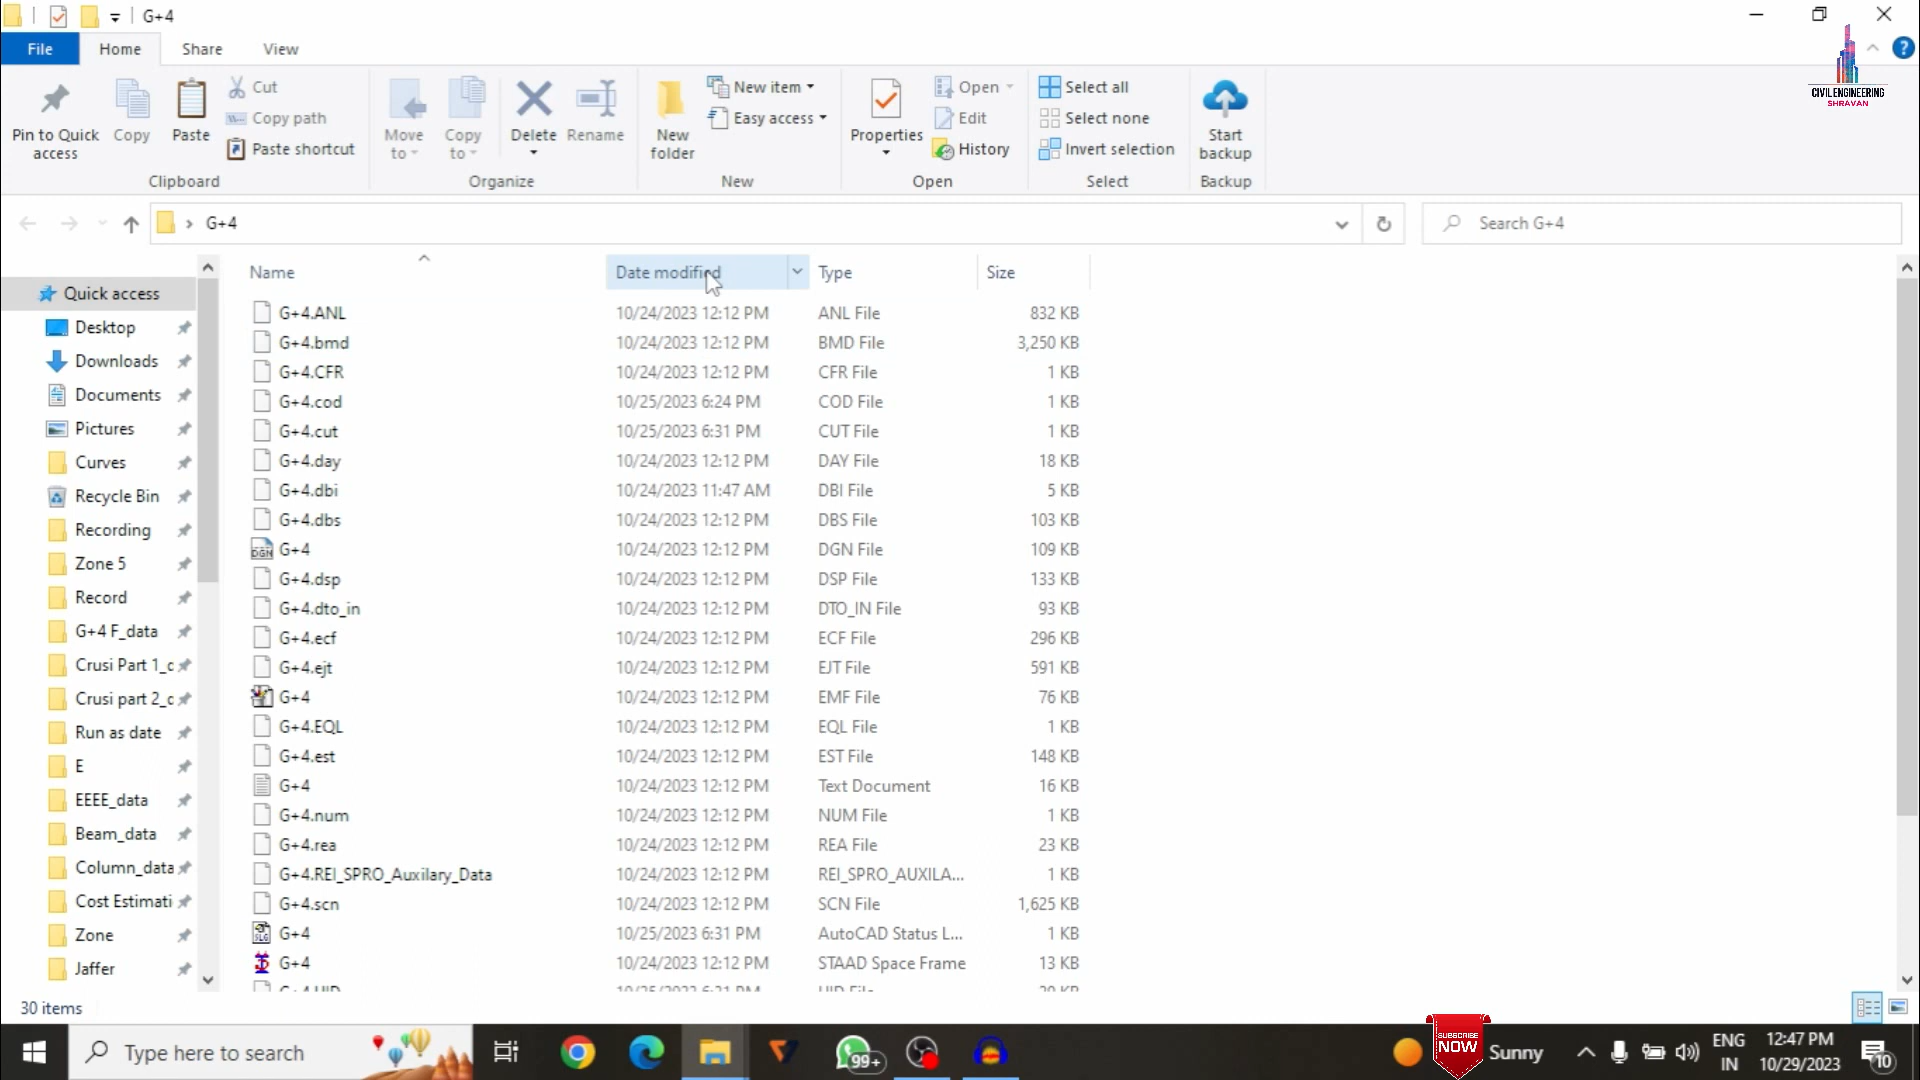 G+4
File Home Share View
Pin to Quick access
Copy
Paste
Cut
Copy path
Paste shortcut
Clipboard
Move to
Copy to
Delete
Rename
Organize
New folder
New item
Easy access
New
Properties
Open
Edit
History
Open
Select all
Select none
Invert selection
Select
Start backup
Backup
CIVIL ENGINEERING
SHRAVAN
G+4
Search G+4
Quick access
Desktop
Downloads
Documents
Pictures
Curves
Recycle Bin
Recording
Zone 5
Record
G+4 F_data
Crusi Part 1_c
Crusi part 2_c
Run as date
E
EEEE_data
Beam_data
Column_data
Cost Estimati
Zone
Jaffer
Name Date modified Type Size
G+4.ANL 10/24/2023 12:12 PM ANL File 832 KB
G+4.bmd 10/24/2023 12:12 PM BMD File 3,250 KB
G+4.CFR 10/24/2023 12:12 PM CFR File 1 KB
G+4.cod 10/25/2023 6:24 PM COD File 1 KB
G+4.cut 10/25/2023 6:31 PM CUT File 1 KB
G+4.day 10/24/2023 12:12 PM DAY File 18 KB
G+4.dbi 10/24/2023 11:47 AM DBI File 5 KB
G+4.dbs 10/24/2023 12:12 PM DBS File 103 KB
DGN G+4 10/24/2023 12:12 PM DGN File 109 KB
G+4.dsp 10/24/2023 12:12 PM DSP File 133 KB
G+4.dto_in 10/24/2023 12:12 PM DTO_IN File 93 KB
G+4.ecf 10/24/2023 12:12 PM ECF File 296 KB
G+4.ejt 10/24/2023 12:12 PM EJT File 591 KB
G+4 10/24/2023 12:12 PM EMF File 76 KB
G+4.EQL 10/24/2023 12:12 PM EQL File 1 KB
G+4.est 10/24/2023 12:12 PM EST File 148 KB
G+4 10/24/2023 12:12 PM Text Document 16 KB
G+4.num 10/24/2023 12:12 PM NUM File 1 KB
G+4.rea 10/24/2023 12:12 PM REA File 23 KB
G+4.REI_SPRO_Auxilary_Data 10/24/2023 12:12 PM REI_SPRO_AUXILA... 1 KB
G+4.scn 10/24/2023 12:12 PM SCN File 1,625 KB
G+4 10/25/2023 6:31 PM AutoCAD Status L... 1 KB
G+4 10/24/2023 12:12 PM STAAD Space Frame 13 KB
30 items
Type here to search
99+
SUBSCRIBE
NOW
Sunny
ENG
IN
12:47 PM
10/29/2023
10